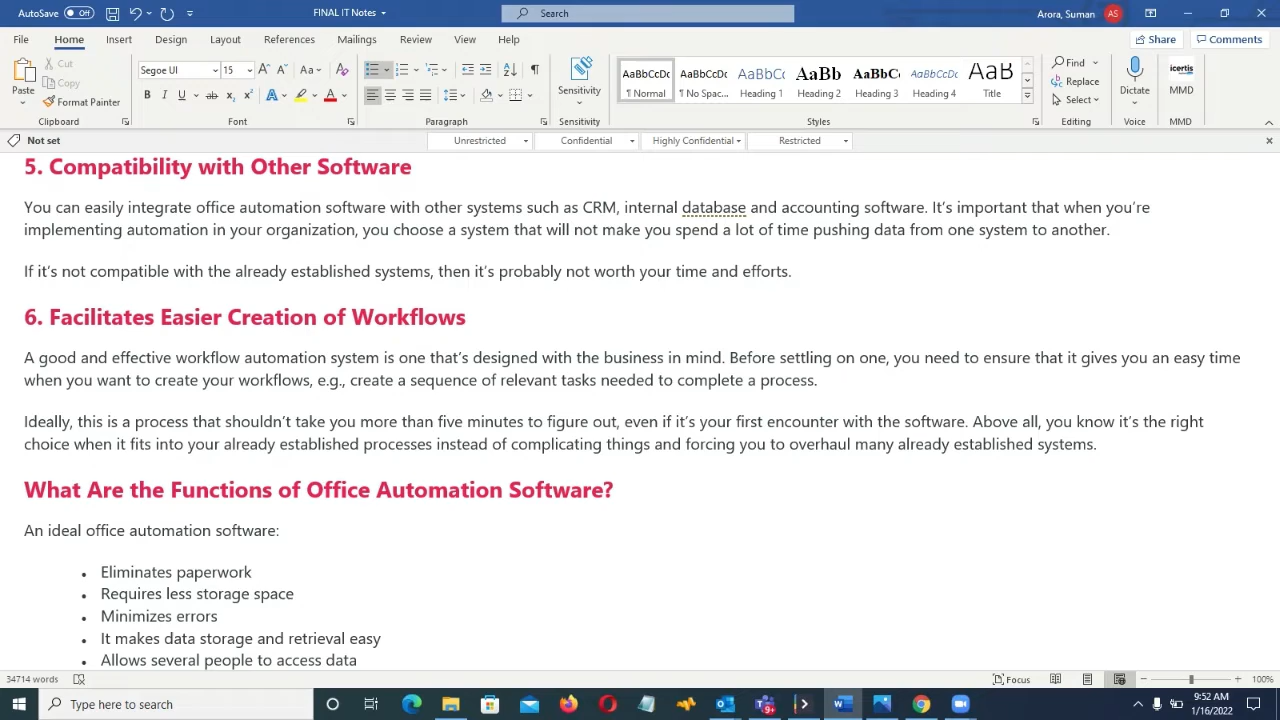 AutoSave Off FINAL IT Notes Search Arora, Suman AS
File Home Insert Design Layout References Mailings Review View Help Share Comments
Paste Cut Copy Format Painter
Segoe UI 15 Aa
B I U ab x₂ x² A A
Sensitivity
AaBbCcDc AaBbCcDc AaBbCc AaBb AaBbC AaBbCcDc AaB
¶ Normal ¶ No Spac... Heading 1 Heading 2 Heading 3 Heading 4 Title
Find Replace Select
Dictate
icertis MMD
Clipboard Font Paragraph Sensitivity Styles Editing Voice MMD
Not set Unrestricted Confidential Highly Confidential Restricted
5. Compatibility with Other Software
You can easily integrate office automation software with other systems such as CRM, internal database and accounting software. It’s important that when you’re
implementing automation in your organization, you choose a system that will not make you spend a lot of time pushing data from one system to another.
If it’s not compatible with the already established systems, then it’s probably not worth your time and efforts.
6. Facilitates Easier Creation of Workflows
A good and effective workflow automation system is one that’s designed with the business in mind. Before settling on one, you need to ensure that it gives you an easy time
when you want to create your workflows, e.g., create a sequence of relevant tasks needed to complete a process.
Ideally, this is a process that shouldn’t take you more than five minutes to figure out, even if it’s your first encounter with the software. Above all, you know it’s the right
choice when it fits into your already established processes instead of complicating things and forcing you to overhaul many already established systems.
What Are the Functions of Office Automation Software?
An ideal office automation software:
• Eliminates paperwork
• Requires less storage space
• Minimizes errors
• It makes data storage and retrieval easy
• Allows several people to access data
34714 words Focus 100%
Type here to search
9:52 AM
1/16/2022